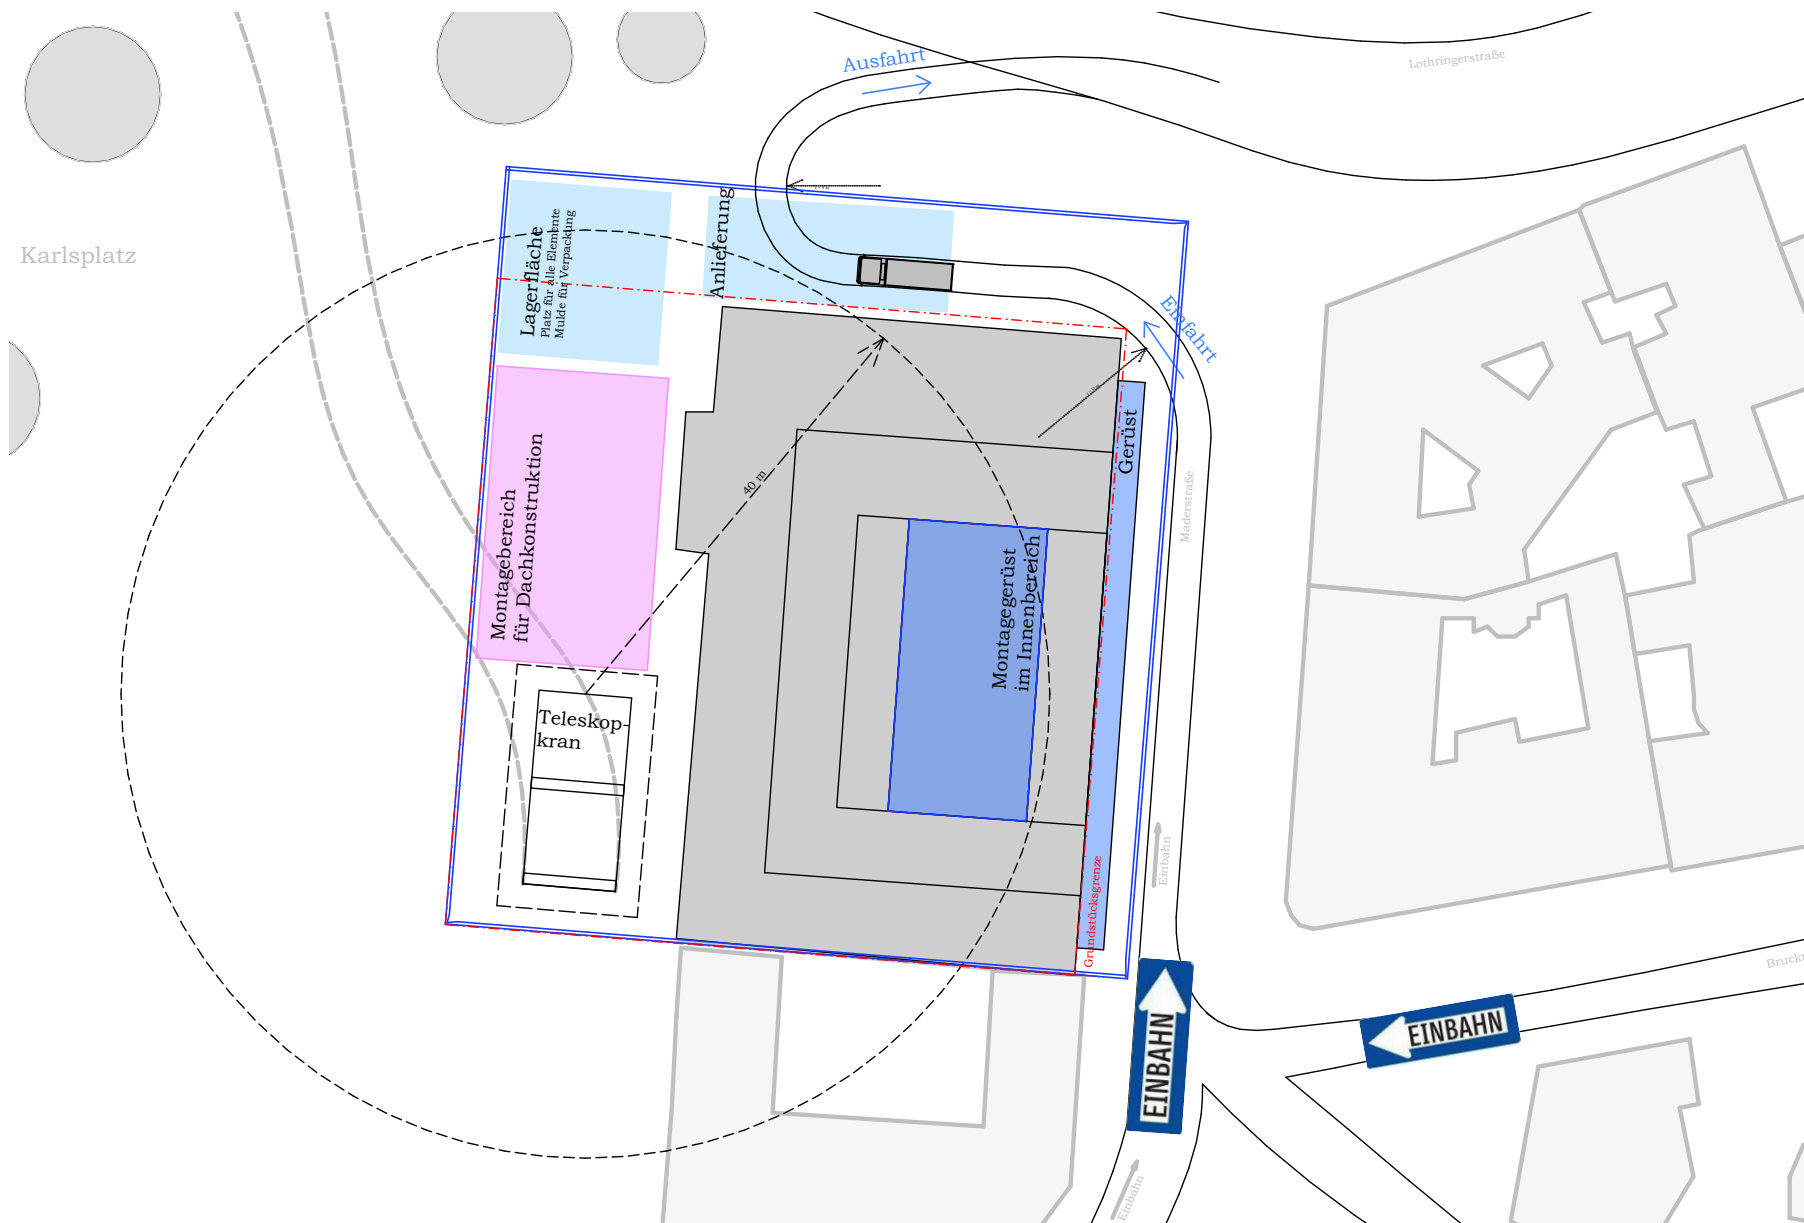 Ausfahrt
Lothringerstraße
Karlsplatz
Lagerfläche
Platz für alle Elemente
Mulde für Verpackung
Anlieferung
Einfahrt
Gerüst
40 m
Maderstraße
Montagebereich
für Dachkonstruktion
Montagegerüst
im Innenbereich
Teleskop-
kran
Einbahn
Grundstücksgrenze
EINBAHN
EINBAHN
Bruckn
Einbahn